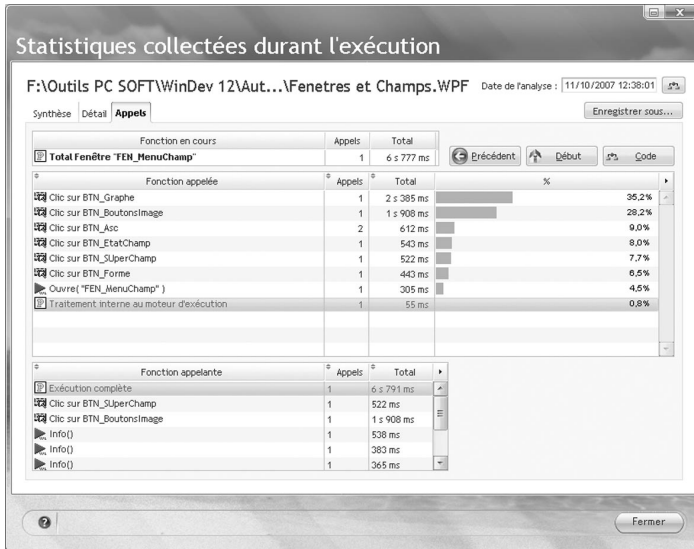 Statistiques collectées durant l'exécution
F:\Outils PC SOFT\WinDev 12\Aut...\Fenetres et Champs.WPF Date de l'analyse : 11/10/2007 12:38:01
Synthèse Détail Appels Enregistrer sous...
Fonction en cours Appels Total
Total Fenêtre "FEN_MenuChamp" 1 6 s 777 ms Précédent Début Code
Fonction appelée Appels Total %
Clic sur BTN_Graphe 1 2 s 385 ms 35,2%
Clic sur BTN_BoutonsImage 1 1 s 908 ms 28,2%
Clic sur BTN_Asc 2 612 ms 9,0%
Clic sur BTN_EtatChamp 1 543 ms 8,0%
Clic sur BTN_SUperChamp 1 522 ms 7,7%
Clic sur BTN_Forme 1 443 ms 6,5%
Ouvre( "FEN_MenuChamp" ) 1 305 ms 4,5%
Traitement interne au moteur d'exécution 1 55 ms 0,8%
Fonction appelante Appels Total
Exécution complète 1 6 s 791 ms
Clic sur BTN_SUperChamp 1 522 ms
Clic sur BTN_BoutonsImage 1 1 s 908 ms
Info() 1 538 ms
Info() 1 383 ms
Info() 1 365 ms
Fermer